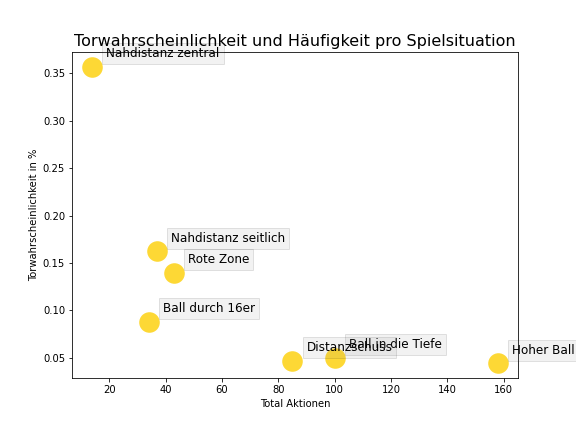 Torwahrscheinlichkeit und Häufigkeit pro Spielsituation
Nahdistanz zentral
0.35
0.30
0.25
0.20
0.15
0.10
0.05
Torwahrscheinlichkeit in %
Nahdistanz seitlich
Rote Zone
Ball durch 16er
Distanzschuss
Ball in die Tiefe
Hoher Ball
20 40 60 80 100 120 140 160
Total Aktionen